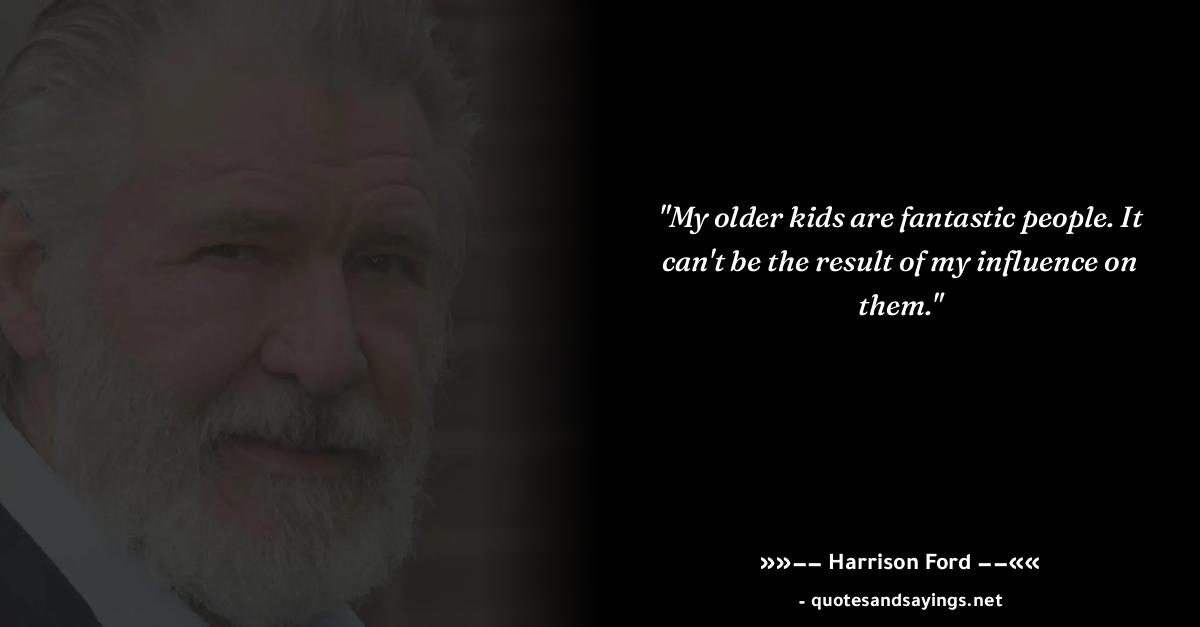 "My older kids are fantastic people. It
can't be the result of my influence on
them."
»»–– Harrison Ford ––««
- quotesandsayings.net